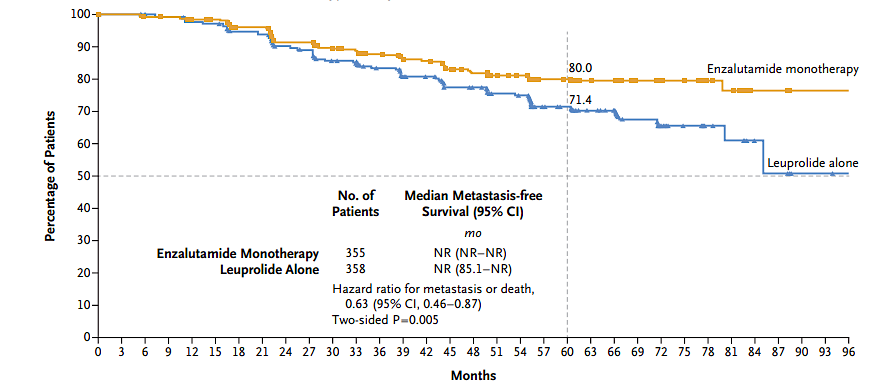 100
90
80
70
60
50
40
30
20
10
0
Percentage of Patients
80.0
Enzalutamide monotherapy
71.4
Leuprolide alone
No. of Patients
Median Metastasis-free Survival (95% CI)
mo
Enzalutamide Monotherapy 355 NR (NR–NR)
Leuprolide Alone 358 NR (85.1–NR)
Hazard ratio for metastasis or death,
0.63 (95% CI, 0.46–0.87)
Two-sided P=0.005
0 3 6 9 12 15 18 21 24 27 30 33 36 39 42 45 48 51 54 57 60 63 66 69 72 75 78 81 84 87 90 93 96
Months